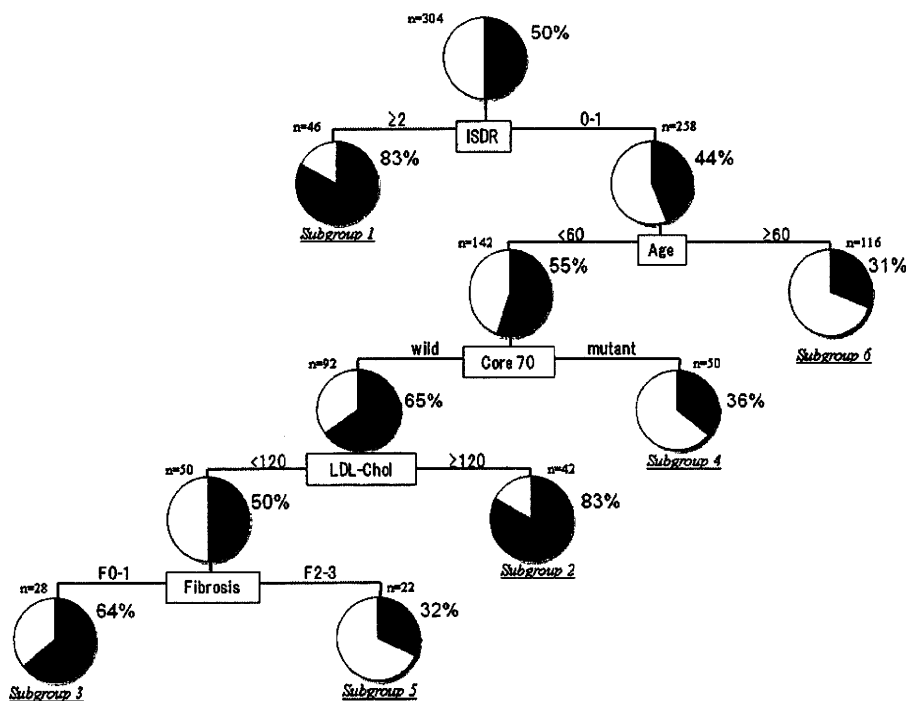 n=304
50%
≥2
ISDR
0-1
n=46
83%
Subgroup 1
n=258
44%
<60
Age
≥60
n=142
55%
n=116
31%
Subgroup 6
wild
Core 70
mutant
n=92
65%
n=50
36%
Subgroup 4
<120
LDL-Chol
≥120
n=50
50%
n=42
83%
Subgroup 2
F0-1
Fibrosis
F2-3
n=28
64%
Subgroup 3
n=22
32%
Subgroup 5